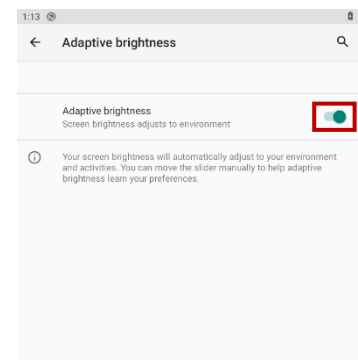 1:13
Adaptive brightness
Adaptive brightness
Screen brightness adjusts to environment
Your screen brightness will automatically adjust to your environment
and activities. You can move the slider manually to help adaptive
brightness learn your preferences.